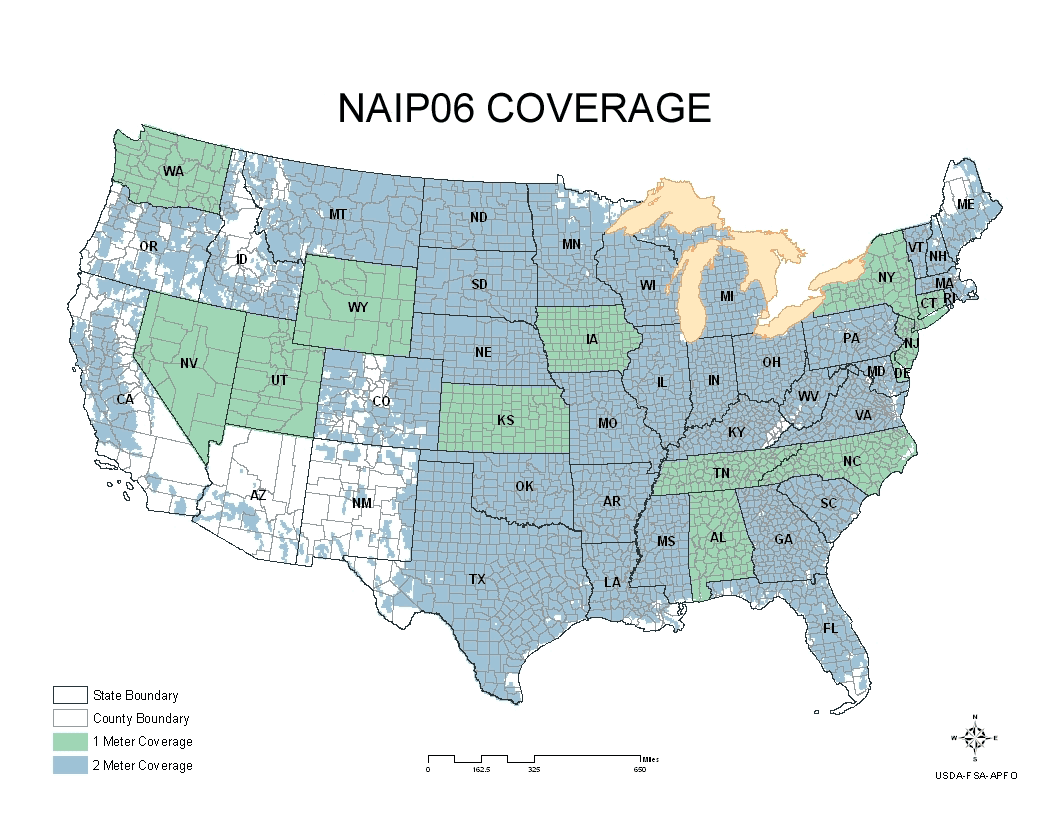 NAIP06 COVERAGE
WA
MT
ND
MN
ME
OR
ID
SD
WI
MI
VT
NH
NY
MA
CT
RI
WY
IA
NE
PA
NJ
NV
UT
CO
IL
IN
OH
MD
DE
WV
VA
CA
KS
MO
KY
NC
TN
AZ
NM
OK
AR
SC
MS
AL
GA
TX
LA
FL
State Boundary
County Boundary
1 Meter Coverage
2 Meter Coverage
Miles
0 162.5 325 650
N
W E
S
USDA-FSA-APFO